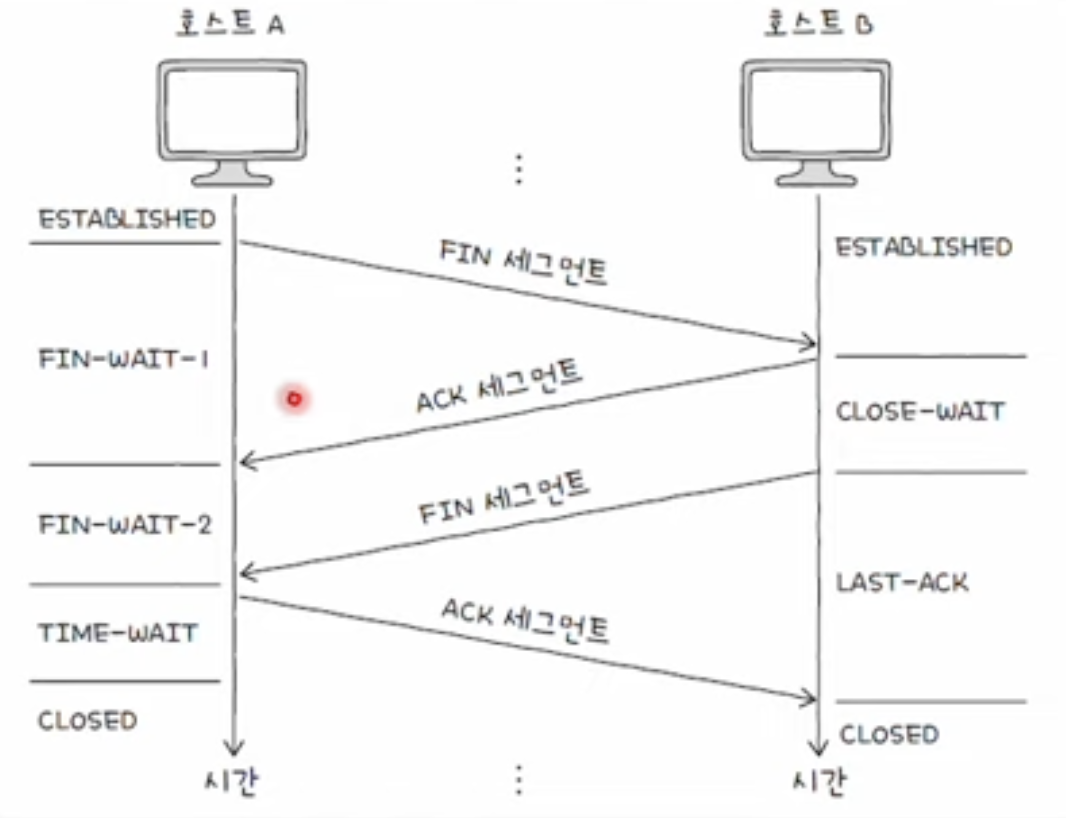 호스트 A
호스트 B
ESTABLISHED
ESTABLISHED
FIN 세그먼트
FIN-WAIT-1
ACK 세그먼트
CLOSE-WAIT
FIN 세그먼트
FIN-WAIT-2
LAST-ACK
ACK 세그먼트
TIME-WAIT
CLOSED
CLOSED
시간
시간